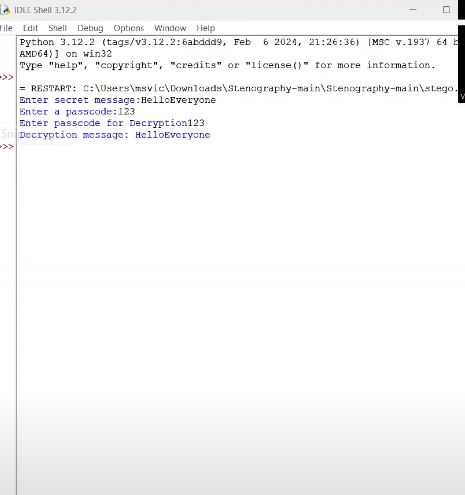 IDLE Shell 3.12.2
File Edit Shell Debug Options Window Help
Python 3.12.2 (tags/v3.12.2:6abddd9, Feb  6 2024, 21:26:36) [MSC v.1937 64 b
AMD64)] on win32
Type "help", "copyright", "credits" or "license()" for more information.
>>>
= RESTART: C:\Users\msvic\Downloads\Stenography-main\Stenography-main\stego.
Enter secret message:HelloEveryone
Enter a passcode:123
Enter passcode for Decryption123
Decryption message: HelloEveryone
>>>